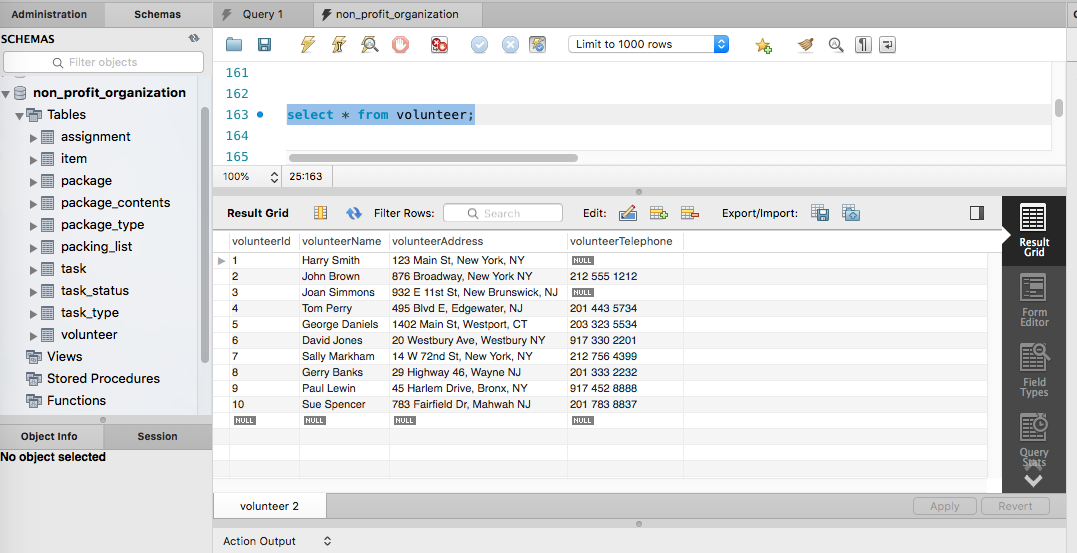 Administration Schemas Query 1 non_profit_organization
SCHEMAS
Filter objects
non_profit_organization
Tables
assignment
item
package
package_contents
package_type
packing_list
task
task_status
task_type
volunteer
Views
Stored Procedures
Functions
Object Info Session
No object selected
Limit to 1000 rows
161
162
163 select * from volunteer;
164
165
100% 25:163
Result Grid Filter Rows: Search Edit: Export/Import:
volunteerId volunteerName volunteerAddress volunteerTelephone
1 Harry Smith 123 Main St, New York, NY NULL
2 John Brown 876 Broadway, New York NY 212 555 1212
3 Joan Simmons 932 E 11st St, New Brunswick, NJ NULL
4 Tom Perry 495 Blvd E, Edgewater, NJ 201 443 5734
5 George Daniels 1402 Main St, Westport, CT 203 323 5534
6 David Jones 20 Westbury Ave, Westbury NY 917 330 2201
7 Sally Markham 14 W 72nd St, New York, NY 212 756 4399
8 Gerry Banks 29 Highway 46, Wayne NJ 201 333 2232
9 Paul Lewin 45 Harlem Drive, Bronx, NY 917 452 8888
10 Sue Spencer 783 Fairfield Dr, Mahwah NJ 201 783 8837
NULL NULL NULL NULL
Result
Grid
Form
Editor
Field
Types
Query
Stats
volunteer 2 Apply Revert
Action Output